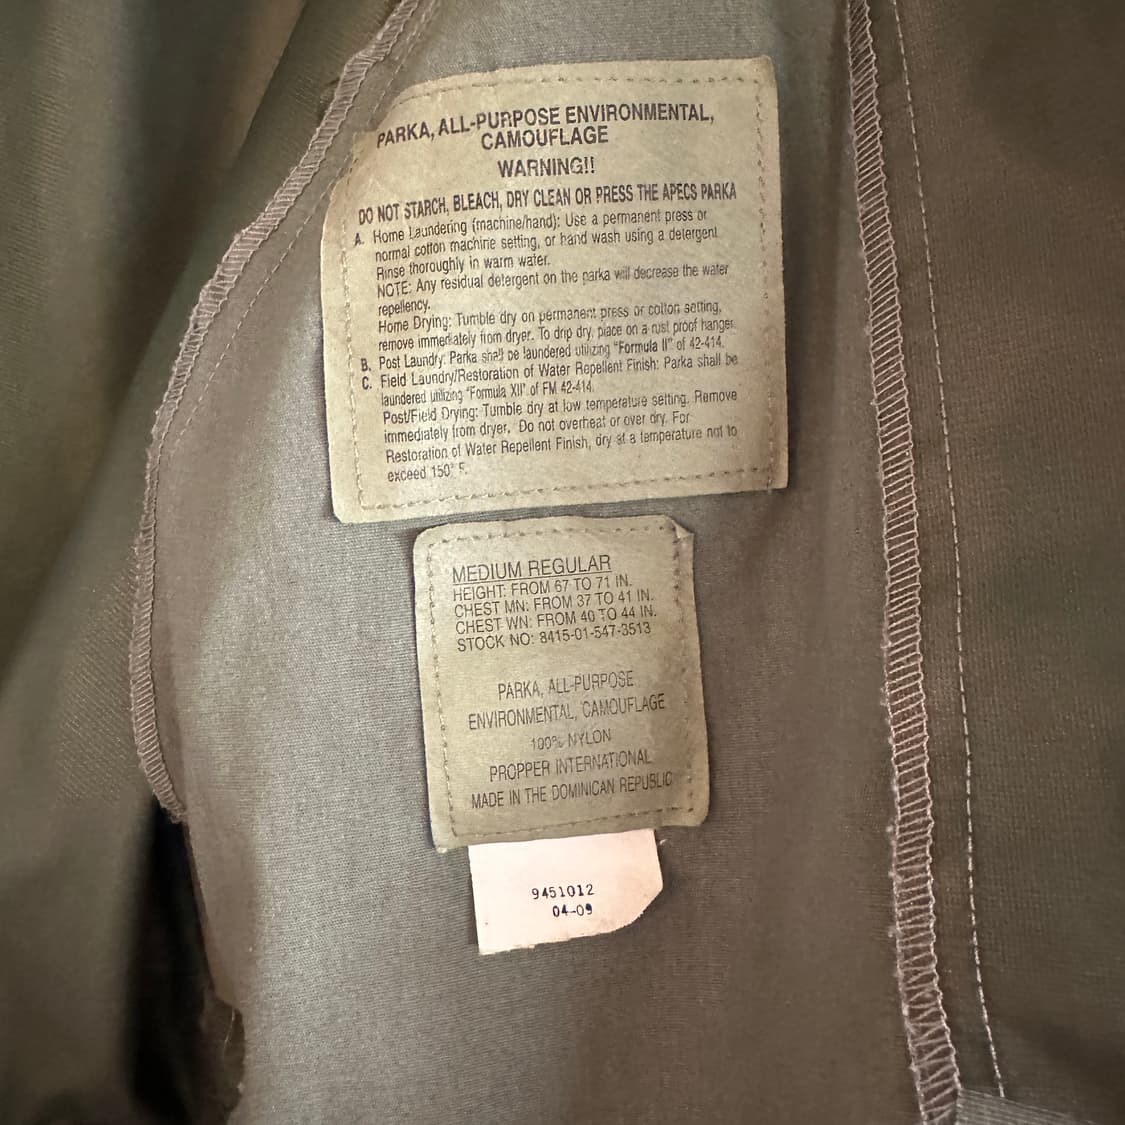 PARKA, ALL-PURPOSE ENVIRONMENTAL,
CAMOUFLAGE
WARNING!!
DO NOT STARCH, BLEACH, DRY CLEAN OR PRESS THE APECS PARKA
A. Home Laundering (machine/hand): Use a permanent press or
normal cotton machine setting, or hand wash using a detergent
Rinse thoroughly in warm water.
NOTE: Any residual detergent on the parka will decrease the water
repellency.
Home Drying: Tumble dry on permanent press or cotton setting,
remove immediately from dryer. To drip dry, place on a rust proof hanger.
B. Post Laundry: Parka shall be laundered utilizing "Formula II" of 42-414.
C. Field Laundry/Restoration of Water Repellent Finish: Parka shall be
laundered utilizing "Formula XII" of FM 42-414.
Post/Field Drying: Tumble dry at low temperature setting. Remove
immediately from dryer. Do not overheat or over dry. For
Restoration of Water Repellent Finish, dry at a temperature not to
exceed 150° F.
MEDIUM REGULAR
HEIGHT: FROM 67 TO 71 IN.
CHEST MN: FROM 37 TO 41 IN.
CHEST WN: FROM 40 TO 44 IN.
STOCK NO: 8415-01-547-3513
PARKA, ALL-PURPOSE
ENVIRONMENTAL, CAMOUFLAGE
100% NYLON
PROPPER INTERNATIONAL
MADE IN THE DOMINICAN REPUBLIC
9451012
04-09